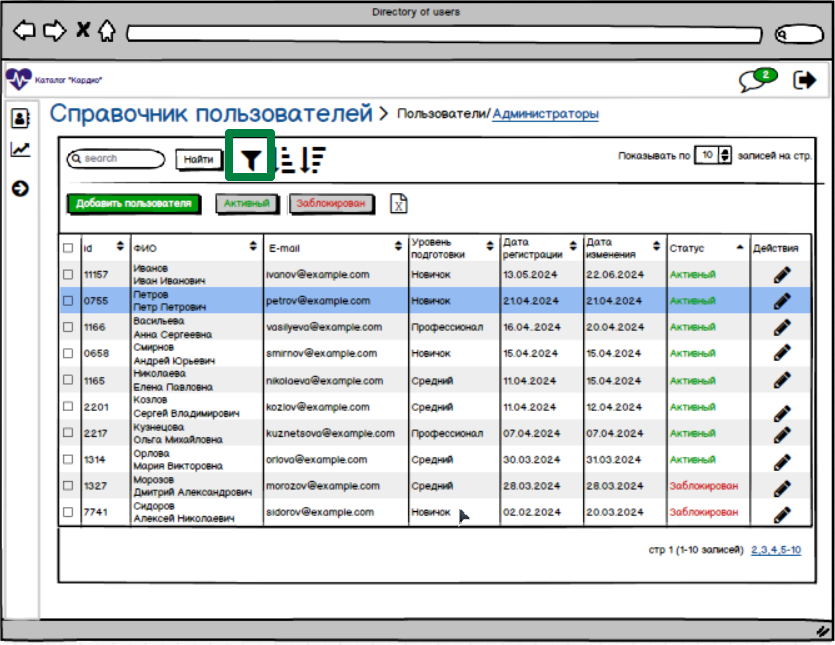 Directory of users
Каталог "Кардио"
2
Справочник пользователей > Пользователи/Администраторы
search Найти Показывать по 10 записей на стр.
Добавить пользователя Активный Заблокирован X
id ФИО E-mail Уровень подготовки Дата регистрации Дата изменения Статус Действия
11157 Иванов Иван Иванович ivanov@example.com Новичок 13.05.2024 22.06.2024 Активный
0755 Петров Петр Петрович petrov@example.com Новичок 21.04.2024 21.04.2024 Активный
1166 Васильева Анна Сергеевна vasilyeva@example.com Профессионал 16.04.2024 20.04.2024 Активный
0658 Смирнов Андрей Юрьевич smirnov@example.com Новичок 15.04.2024 15.04.2024 Активный
1165 Николаева Елена Павловна nikolaeva@example.com Средний 11.04.2024 15.04.2024 Активный
2201 Козлов Сергей Владимирович kozlov@example.com Средний 11.04.2024 12.04.2024 Активный
2217 Кузнецова Ольга Михайловна kuznetsova@example.com Профессионал 07.04.2024 07.04.2024 Активный
1314 Орлова Мария Викторовна orlova@example.com Средний 30.03.2024 31.03.2024 Активный
1327 Морозов Дмитрий Александрович morozov@example.com Средний 28.03.2024 28.03.2024 Заблокирован
7741 Сидоров Алексей Николаевич sidorov@example.com Новичок 02.02.2024 20.03.2024 Заблокирован
стр 1 (1-10 записей) 2,3,4,5-10